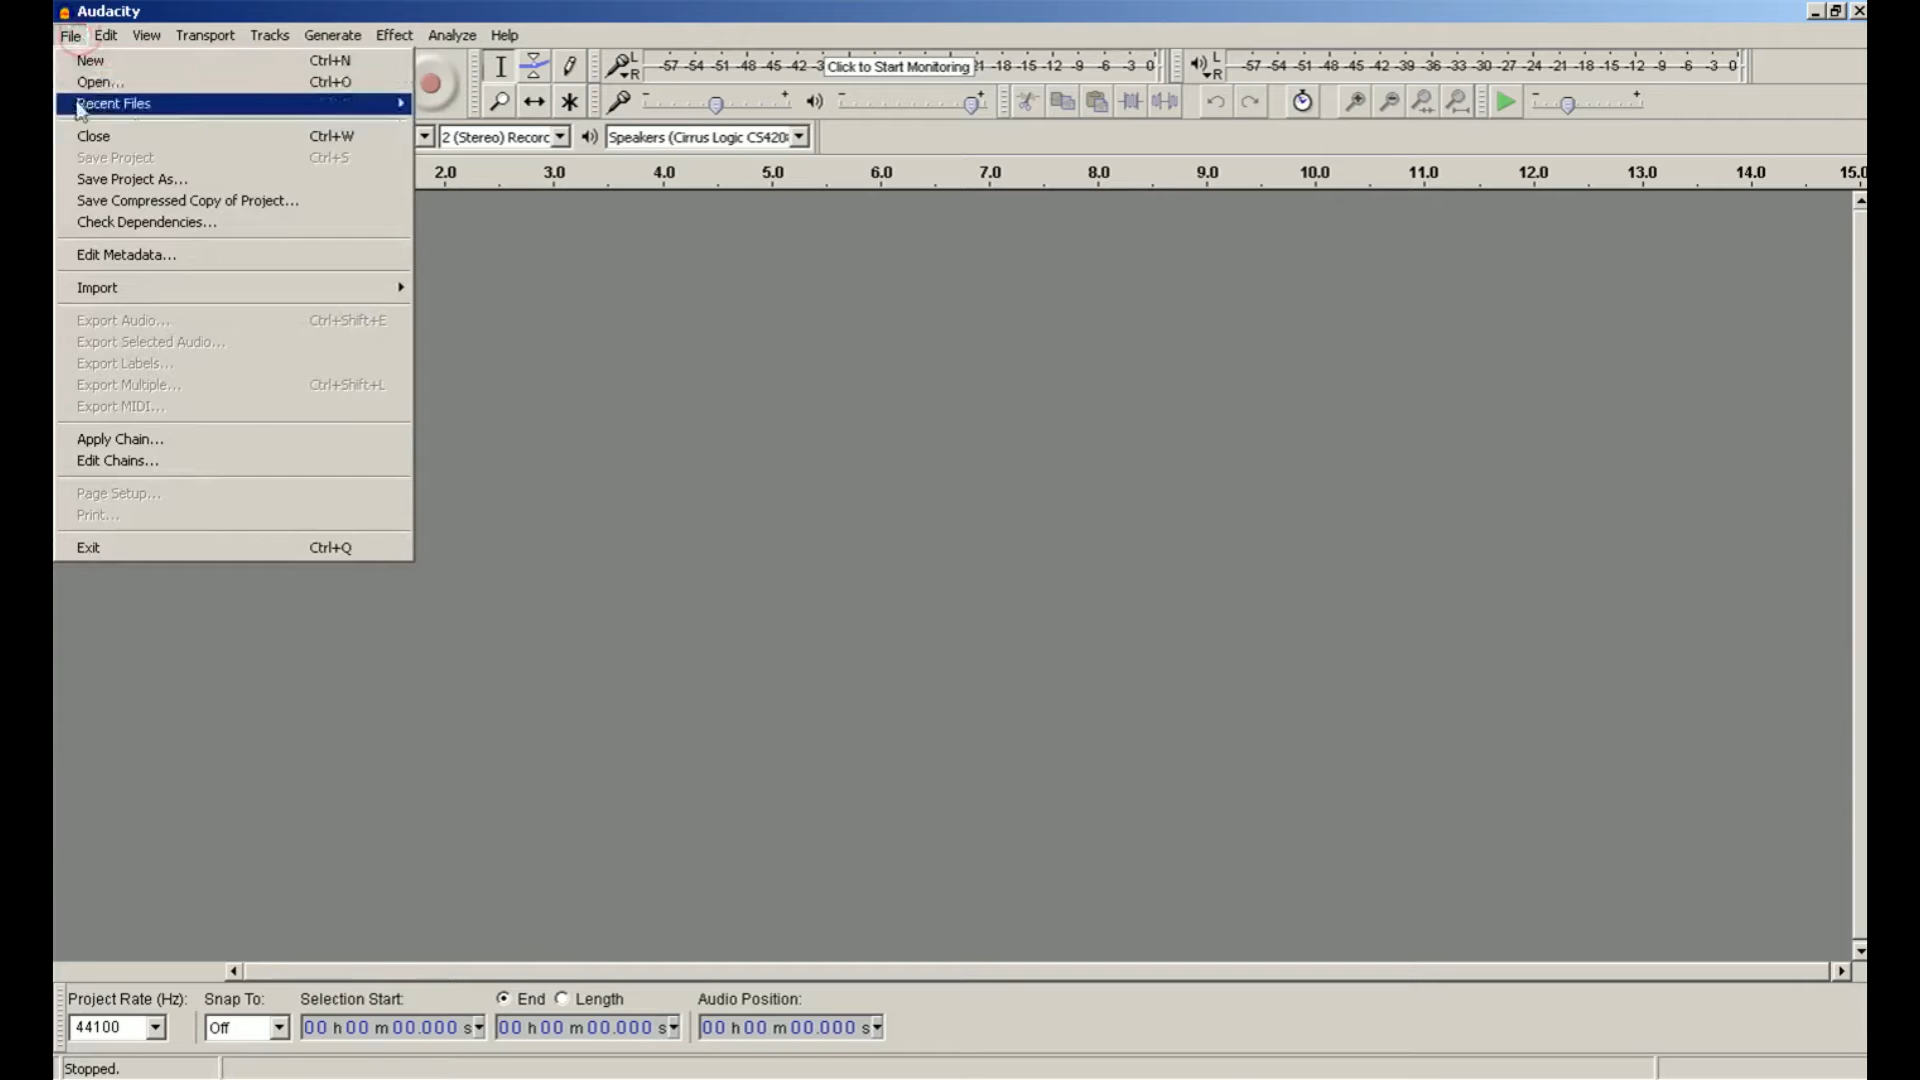 Audacity
File Edit View Transport Tracks Generate Effect Analyze Help
New Ctrl+N
Open... Ctrl+O
Recent Files
Close Ctrl+W
Save Project Ctrl+S
Save Project As...
Save Compressed Copy of Project...
Check Dependencies...
Edit Metadata...
Import
Export Audio... Ctrl+Shift+E
Export Selected Audio...
Export Labels...
Export Multiple... Ctrl+Shift+L
Export MIDI...
Apply Chain...
Edit Chains...
Page Setup...
Print...
Exit Ctrl+Q
L
R
-57 -54 -51 -48 -45 -42 -3 Click to Start Monitoring 1 -18 -15 -12 -9 -6 -3 0
L
R
-57 -54 -51 -48 -45 -42 -39 -36 -33 -30 -27 -24 -21 -18 -15 -12 -9 -6 -3 0
- + - + - +
2 (Stereo) Recorc Speakers (Cirrus Logic CS420
2.0 3.0 4.0 5.0 6.0 7.0 8.0 9.0 10.0 11.0 12.0 13.0 14.0 15.0
Project Rate (Hz): Snap To: Selection Start: End Length Audio Position:
44100 Off 00 h 00 m 00.000 s 00 h 00 m 00.000 s 00 h 00 m 00.000 s
Stopped.